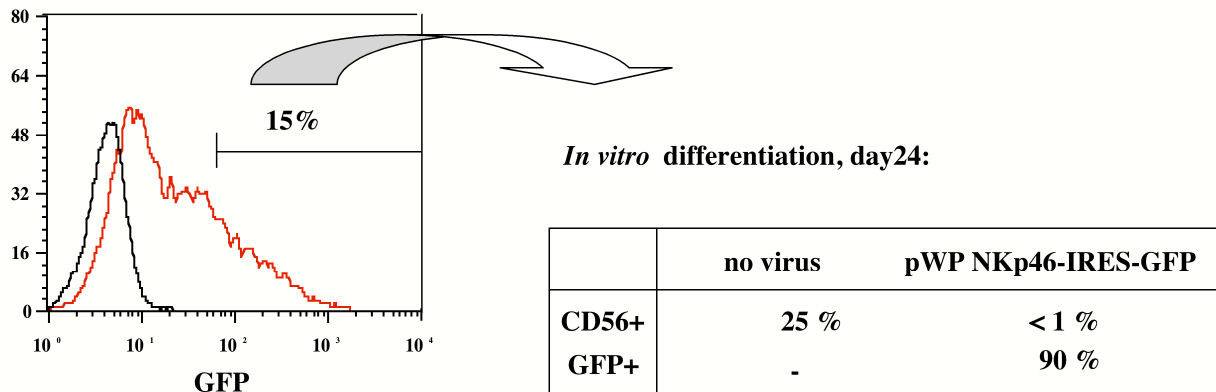 80
64
48
32
16
0
15%
10⁰ 10¹ 10² 10³ 10⁴
GFP
In vitro differentiation, day24:
no virus pWP NKp46-IRES-GFP
CD56+ 25 % < 1 %
GFP+ - 90 %